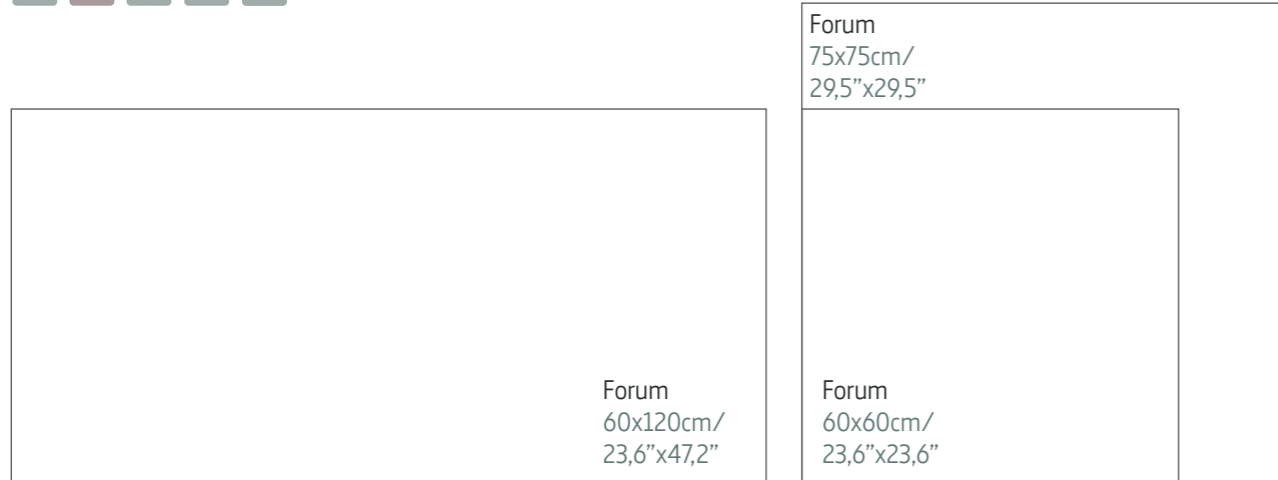 Forum
75x75cm/
29,5”x29,5”
Forum
60x120cm/
23,6”x47,2”
Forum
60x60cm/
23,6”x23,6”